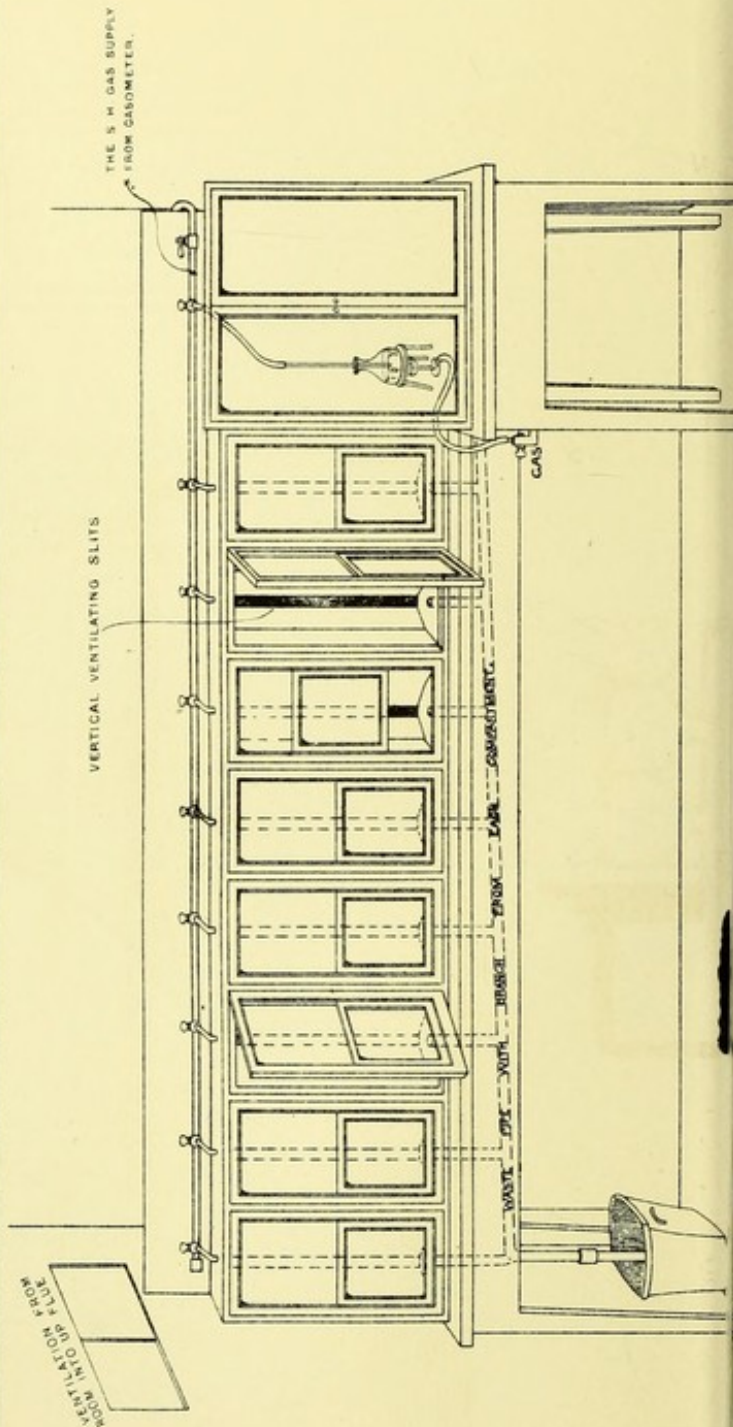 THE S H GAS SUPPLY
FROM GASOMETER.
VERTICAL VENTILATING SLITS
VENTILATION FROM
ROOM INTO UP FLUE
GAS
WASTE PIPE WITH BRANCH FROM EACH COMPARTMENT